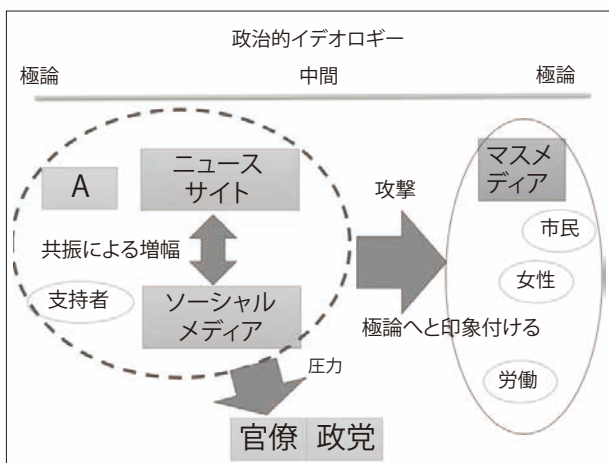 政治的イデオロギー
極論
中間
極論
A
ニュース
サイト
共振による増幅
支持者
ソーシャル
メディア
攻撃
極論へと印象付ける
圧力
官僚
政党
マスメ
ディア
市民
女性
労働